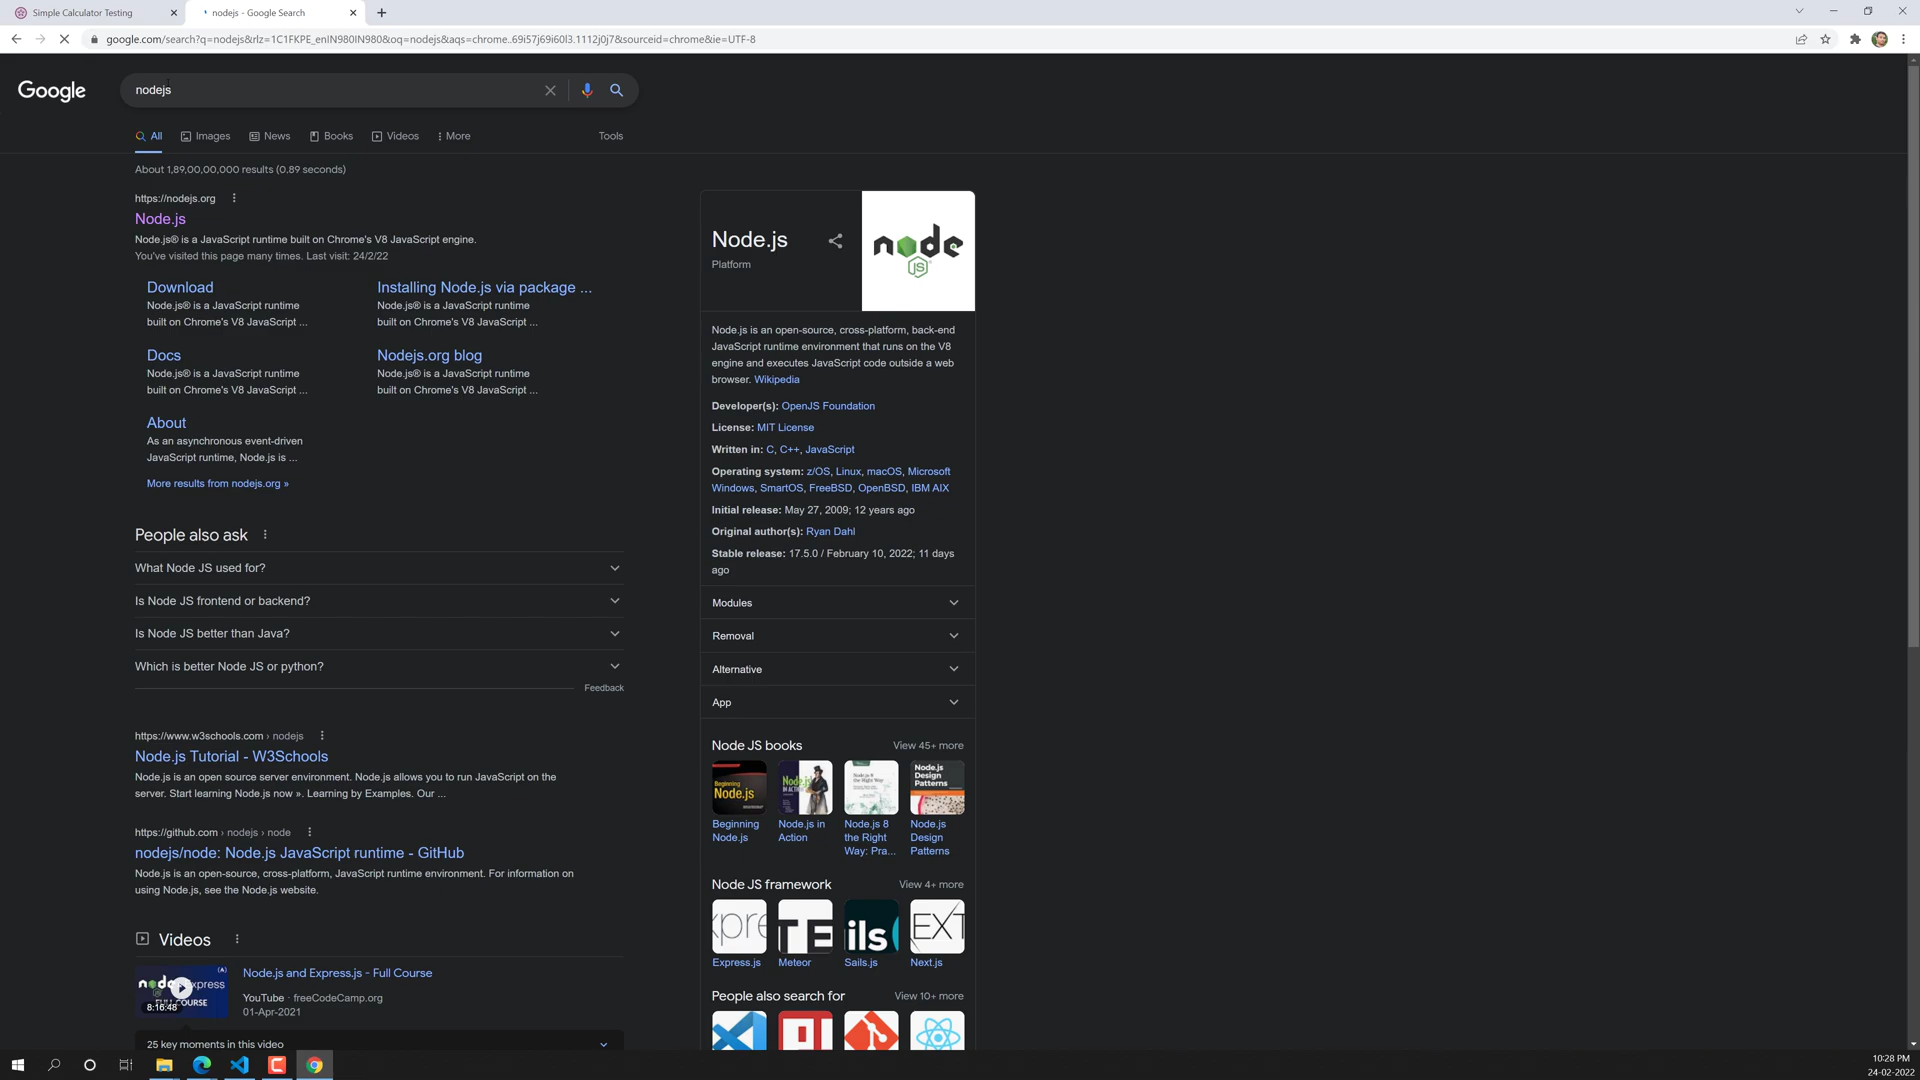 Simple Calculator Testing
nodejs - Google Search
google.com/search?q=nodejs&rlz=1C1FKPE_enIN980IN980&oq=nodejs&aqs=chrome..69i57j69i60l3.1112j0j7&sourceid=chrome&ie=UTF-8
Google
nodejs
All
Images
News
Books
Videos
More
Tools
About 1,89,00,00,000 results (0.89 seconds)
https://nodejs.org
Node.js
Node.js® is a JavaScript runtime built on Chrome's V8 JavaScript engine.
You've visited this page many times. Last visit: 24/2/22
Download
Node.js® is a JavaScript runtime
built on Chrome's V8 JavaScript ...
Installing Node.js via package ...
Node.js® is a JavaScript runtime
built on Chrome's V8 JavaScript ...
Docs
Node.js® is a JavaScript runtime
built on Chrome's V8 JavaScript ...
Nodejs.org blog
Node.js® is a JavaScript runtime
built on Chrome's V8 JavaScript ...
About
As an asynchronous event-driven
JavaScript runtime, Node.js is ...
More results from nodejs.org »
People also ask
What Node JS used for?
Is Node JS frontend or backend?
Is Node JS better than Java?
Which is better Node JS or python?
Feedback
https://www.w3schools.com › nodejs
Node.js Tutorial - W3Schools
Node.js is an open source server environment. Node.js allows you to run JavaScript on the
server. Start learning Node.js now ». Learning by Examples. Our ...
https://github.com › nodejs › node
nodejs/node: Node.js JavaScript runtime - GitHub
Node.js is an open-source, cross-platform, JavaScript runtime environment. For information on
using Node.js, see the Node.js website.
Videos
8:16:48
Node.js and Express.js - Full Course
YouTube · freeCodeCamp.org
01-Apr-2021
25 key moments in this video
Node.js
Platform
node
JS
Node.js is an open-source, cross-platform, back-end
JavaScript runtime environment that runs on the V8
engine and executes JavaScript code outside a web
browser. Wikipedia
Developer(s): OpenJS Foundation
License: MIT License
Written in: C, C++, JavaScript
Operating system: z/OS, Linux, macOS, Microsoft
Windows, SmartOS, FreeBSD, OpenBSD, IBM AIX
Initial release: May 27, 2009; 12 years ago
Original author(s): Ryan Dahl
Stable release: 17.5.0 / February 10, 2022; 11 days
ago
Modules
Removal
Alternative
App
Node JS books
View 45+ more
Beginning
Node.js
Node.js
Design
Patterns
Beginning
Node.js
Node.js in
Action
Node.js 8
the Right
Way: Pra...
Node.js
Design
Patterns
Node JS framework
View 4+ more
Express.js
Meteor
Sails.js
Next.js
People also search for
View 10+ more
10:28 PM
24-02-2022